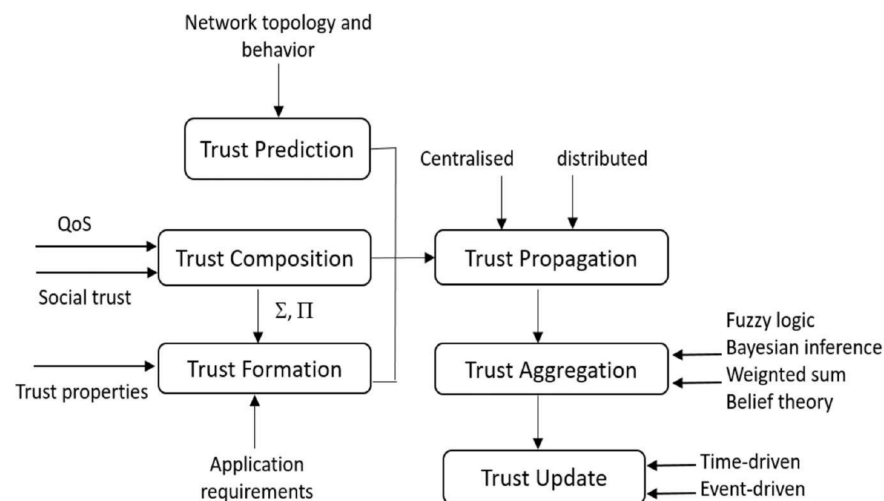 Network topology and
behavior
Trust Prediction
Centralised
distributed
QoS
Trust Composition
Trust Propagation
Social trust
Σ, Π
Fuzzy logic
Bayesian inference
Trust Formation
Trust Aggregation
Weignted sum
Trust properties
Belief theory
Application
requirements
Trust Update
Time-driven
Event-driven